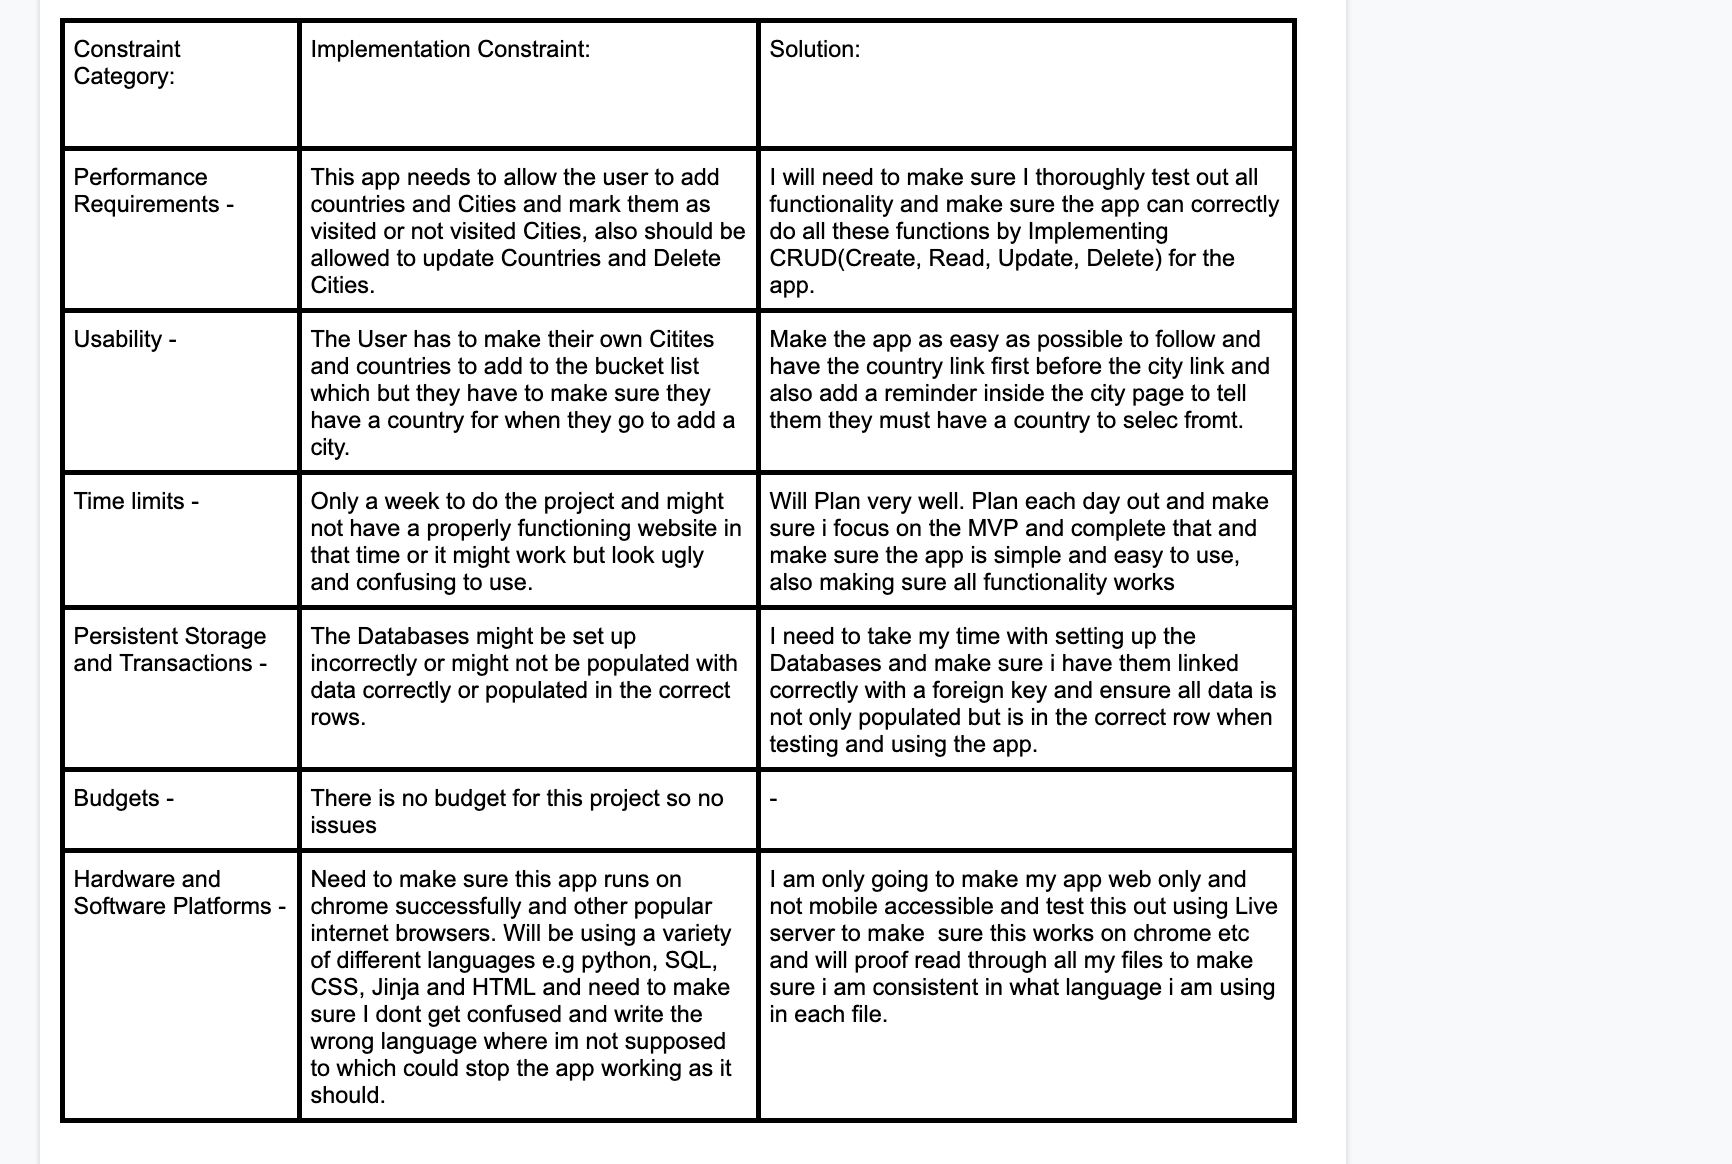 Constraint
Category:
Implementation Constraint:
Solution:
Performance
Requirements -
This app needs to allow the user to add
countries and Cities and mark them as
visited or not visited Cities, also should be
allowed to update Countries and Delete
Cities.
I will need to make sure I thoroughly test out all
functionality and make sure the app can correctly
do all these functions by Implementing
CRUD(Create, Read, Update, Delete) for the
app.
Usability -
The User has to make their own Citites
and countries to add to the bucket list
which but they have to make sure they
have a country for when they go to add a
city.
Make the app as easy as possible to follow and
have the country link first before the city link and
also add a reminder inside the city page to tell
them they must have a country to selec fromt.
Time limits -
Only a week to do the project and might
not have a properly functioning website in
that time or it might work but look ugly
and confusing to use.
Will Plan very well. Plan each day out and make
sure i focus on the MVP and complete that and
make sure the app is simple and easy to use,
also making sure all functionality works
Persistent Storage
and Transactions -
The Databases might be set up
incorrectly or might not be populated with
data correctly or populated in the correct
rows.
I need to take my time with setting up the
Databases and make sure i have them linked
correctly with a foreign key and ensure all data is
not only populated but is in the correct row when
testing and using the app.
Budgets -
There is no budget for this project so no
issues
-
Hardware and
Software Platforms -
Need to make sure this app runs on
chrome successfully and other popular
internet browsers. Will be using a variety
of different languages e.g python, SQL,
CSS, Jinja and HTML and need to make
sure I dont get confused and write the
wrong language where im not supposed
to which could stop the app working as it
should.
I am only going to make my app web only and
not mobile accessible and test this out using Live
server to make  sure this works on chrome etc
and will proof read through all my files to make
sure i am consistent in what language i am using
in each file.